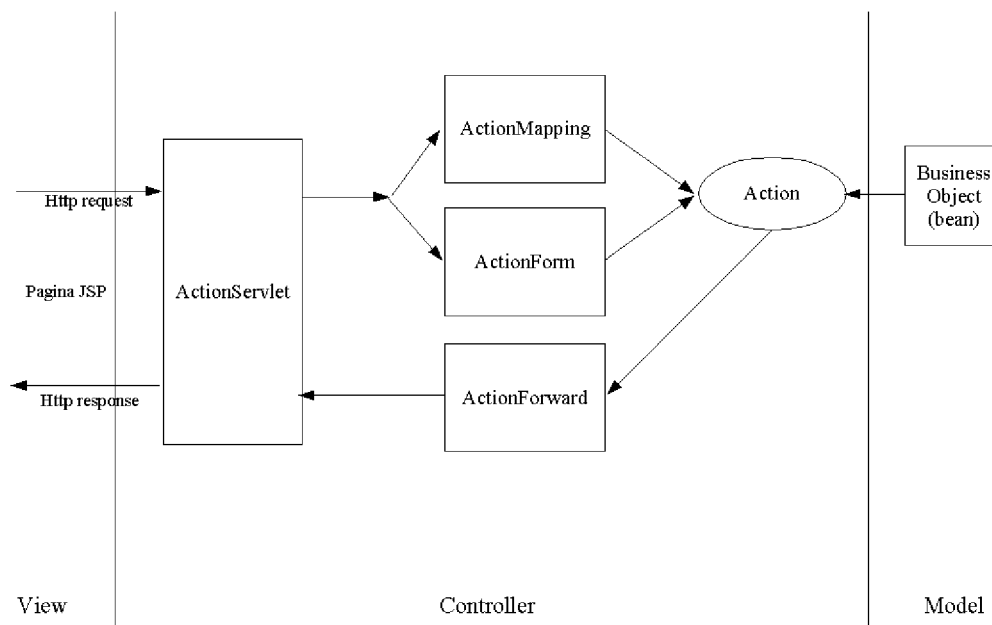 ActionMapping
Http request
Action
Business
Object
(bean)
ActionForm
Pagina JSP
ActionServlet
Http response
ActionForward
View
Controller
Model